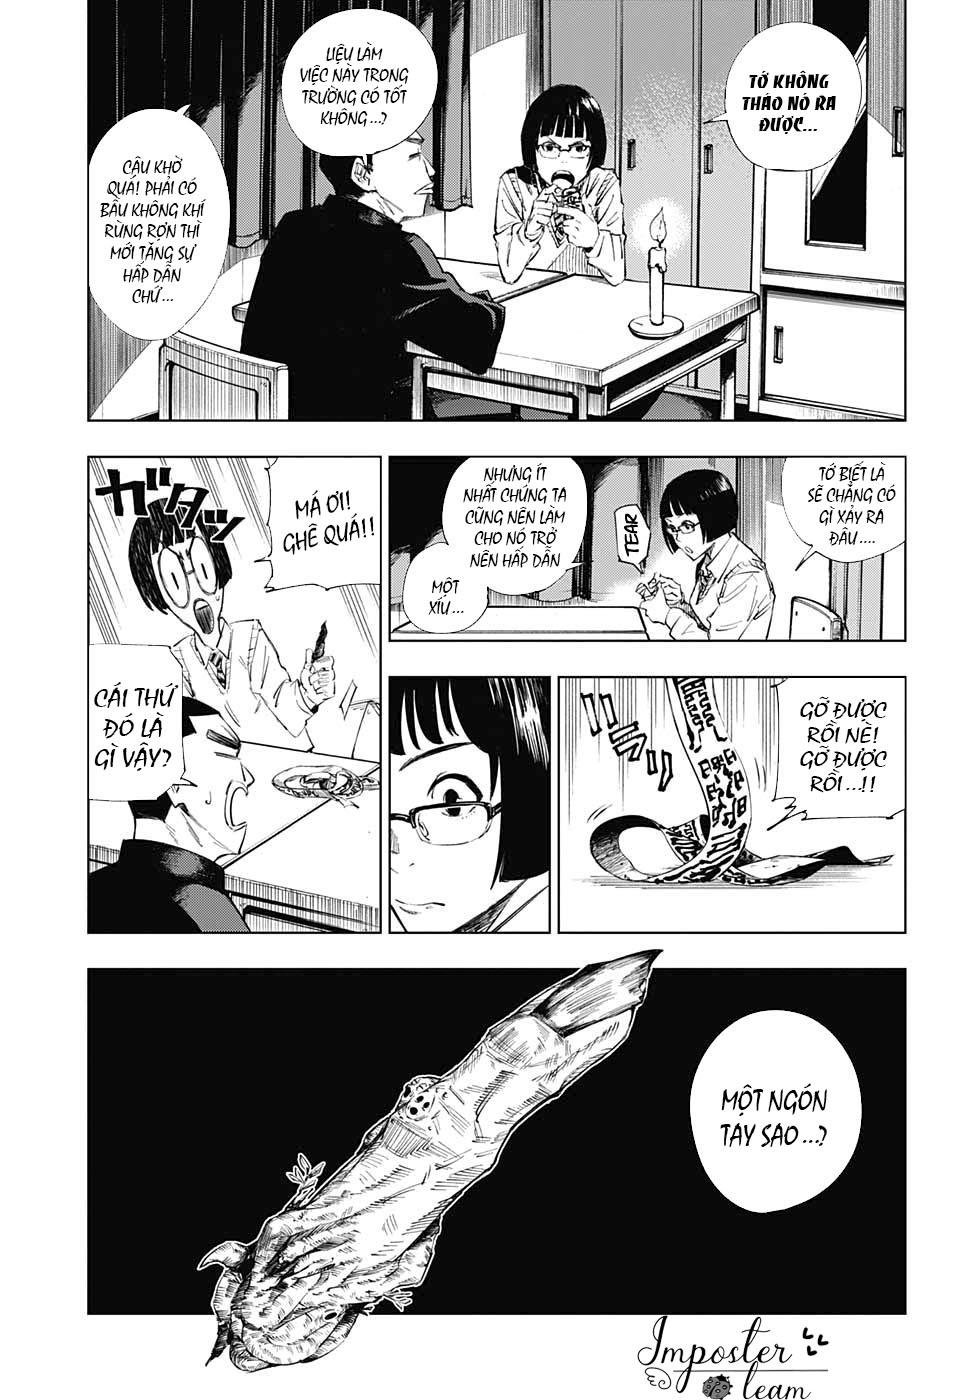 TỚ KHÔNG
THÁO NÓ RA
ĐƯỢC...
LIỆU LÀM
VIỆC NÀY TRONG
TRƯỜNG CÓ TỐT
KHÔNG ...?
CẬU KHỜ
QUÁ! PHẢI CÓ
BẦU KHÔNG KHÍ
RÙNG RỢN THÌ
MỚI TĂNG SỰ
HẤP DẪN
CHỨ ...
TỚ BIẾT LÀ
SẼ CHẲNG CÓ
GÌ XẢY RA
ĐÂU ....
TEAR
NHƯNG ÍT
NHẤT CHÚNG TA
CŨNG NÊN LÀM
CHO NÓ TRỞ
NÊN HẤP DẪN
MỘT
XÍU ...
MÁ ƠI!
GHÊ QUÁ!!
ガタッ
GỠ ĐƯỢC
RỒI NÈ!
GỠ ĐƯỢC
RỒI ...!!
CÁI THỨ
ĐÓ LÀ
GÌ VẬY?
MỘT NGÓN
TAY SAO ...?
Imposter
team